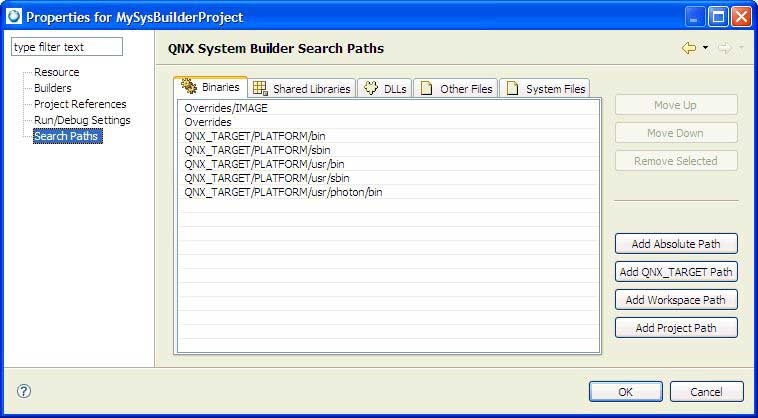 Properties for MySysBuilderProject
type filter text
Resource
Builders
Project References
Run/Debug Settings
Search Paths
QNX System Builder Search Paths
Binaries
Shared Libraries
DLLs
Other Files
System Files
Overrides/IMAGE
Overrides
QNX_TARGET/PLATFORM/bin
QNX_TARGET/PLATFORM/sbin
QNX_TARGET/PLATFORM/usr/bin
QNX_TARGET/PLATFORM/usr/sbin
QNX_TARGET/PLATFORM/usr/photon/bin
Move Up
Move Down
Remove Selected
Add Absolute Path
Add QNX_TARGET Path
Add Workspace Path
Add Project Path
?
OK
Cancel